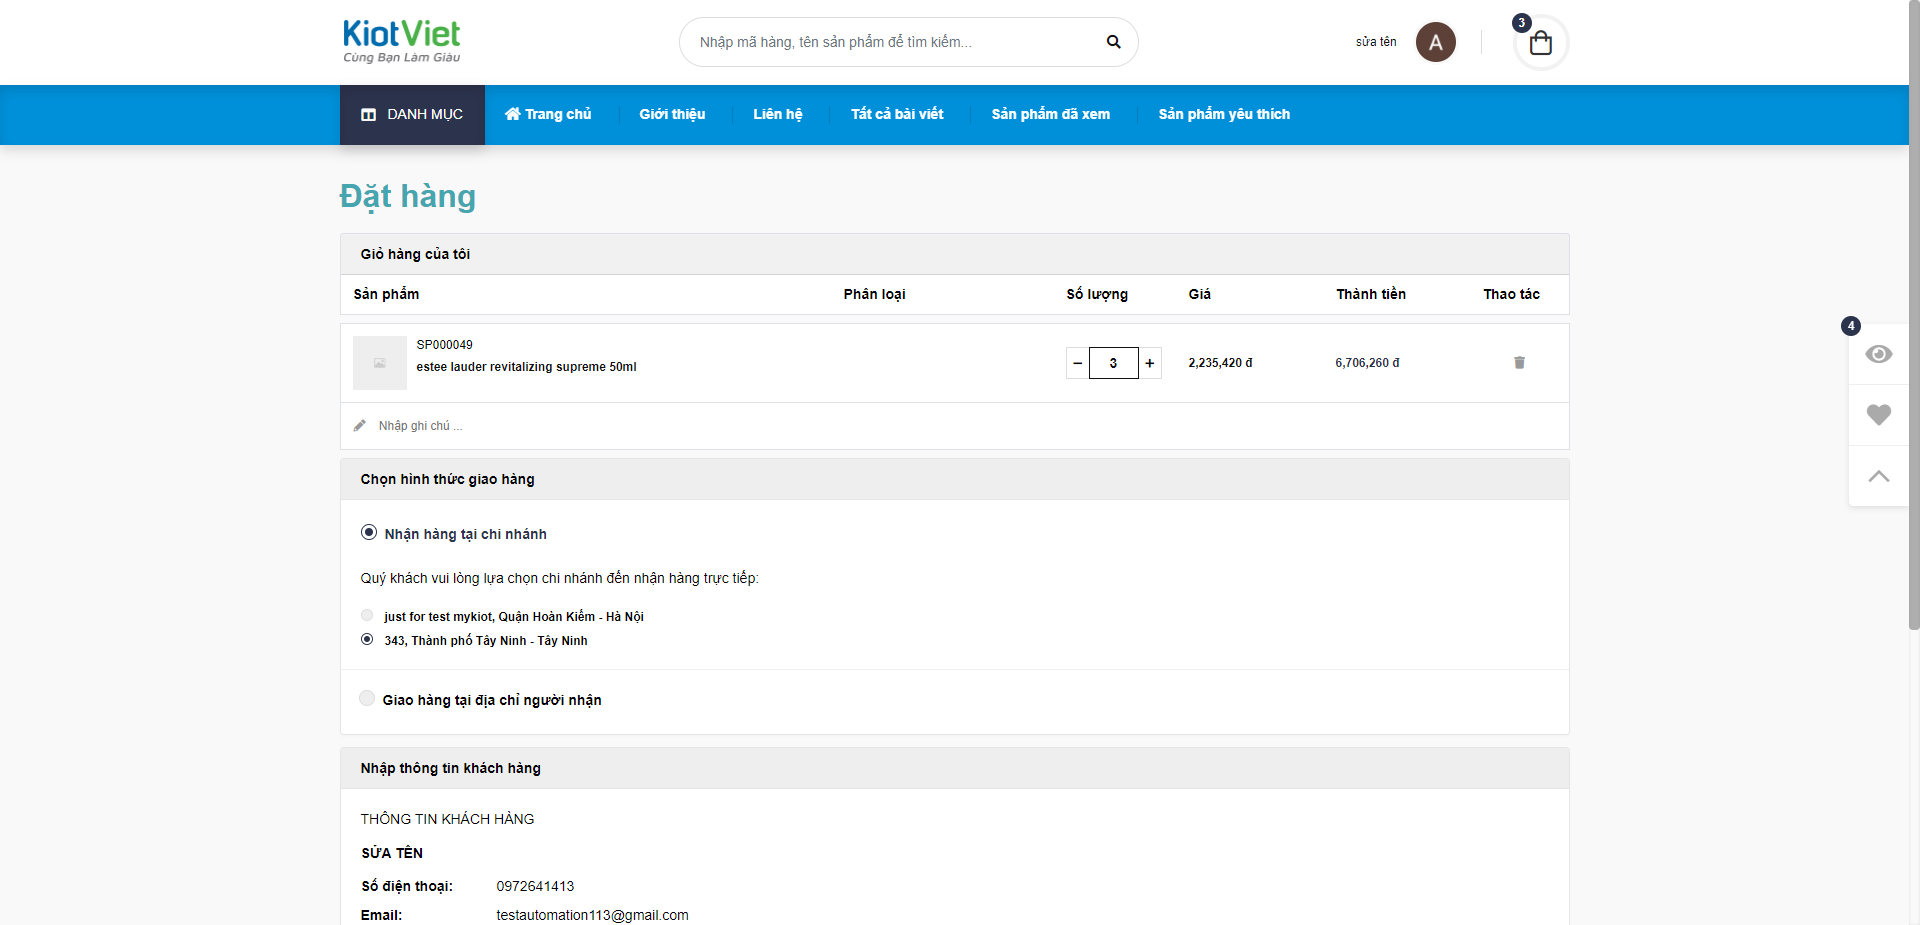 KiotViet
Cùng Bạn Làm Giàu
Nhập mã hàng, tên sản phẩm để tìm kiếm...
sửa tên
A
3
DANH MỤC
Trang chủ
Giới thiệu
Liên hệ
Tất cả bài viết
Sản phẩm đã xem
Sản phẩm yêu thích
Đặt hàng
Giỏ hàng của tôi
Sản phẩm Phân loại Số lượng Giá Thành tiền Thao tác
SP000049
estee lauder revitalizing supreme 50ml
− 3 + 2,235,420 đ 6,706,260 đ
4
Nhập ghi chú ...
Chọn hình thức giao hàng
Nhận hàng tại chi nhánh
Quý khách vui lòng lựa chọn chi nhánh đến nhận hàng trực tiếp:
just for test mykiot, Quận Hoàn Kiếm - Hà Nội
343, Thành phố Tây Ninh - Tây Ninh
Giao hàng tại địa chỉ người nhận
Nhập thông tin khách hàng
THÔNG TIN KHÁCH HÀNG
SỬA TÊN
Số điện thoại: 0972641413
Email: testautomation113@gmail.com